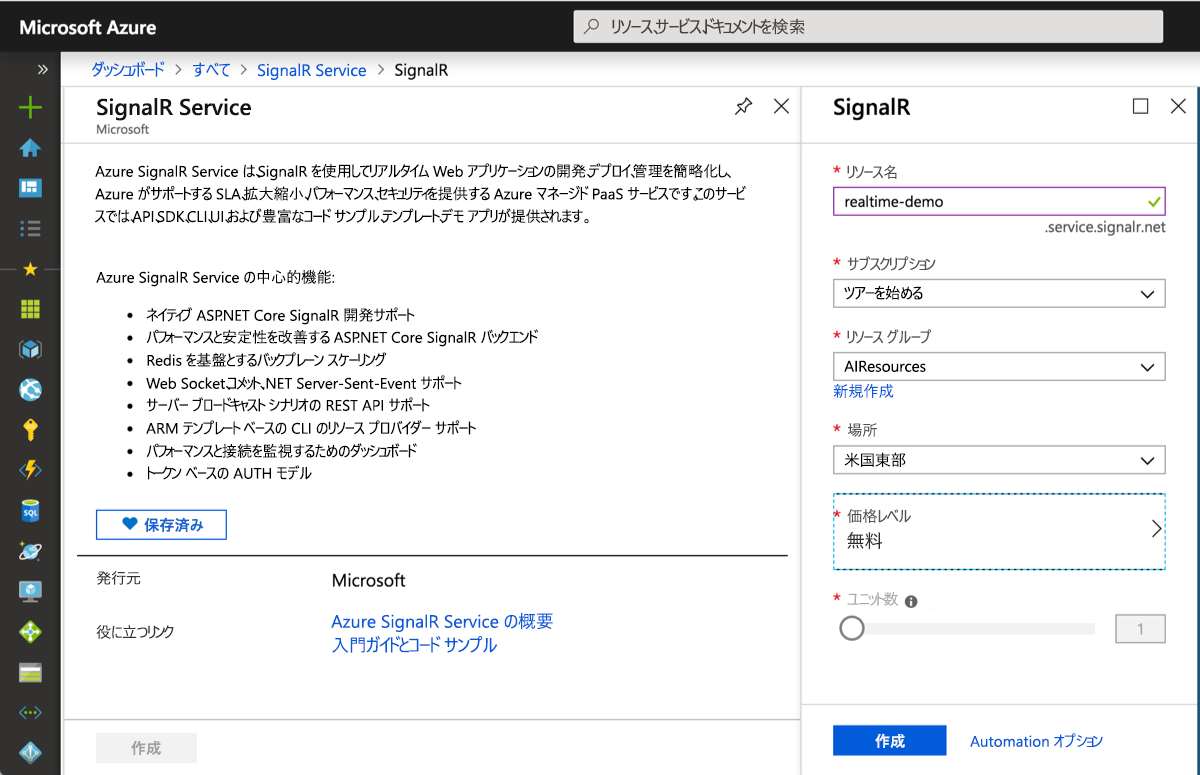 Microsoft Azure
リソース、サービス、ドキュメントを検索
ダッシュボード > すべて > SignalR Service > SignalR
SignalR Service
Microsoft
Azure SignalR Service は、SignalR を使用してリアルタイム Web アプリケーションの開発、デプロイ、管理を簡略化し、
Azure がサポートする SLA、拡大縮小、パフォーマンス、セキュリティを提供する Azure マネージド PaaS サービスです。このサービ
スでは、API、SDK、CLI、UI、および豊富なコード サンプル、テンプレート、デモ アプリが提供されます。
Azure SignalR Service の中心的機能:
• ネイティブ ASP.NET Core SignalR 開発サポート
• パフォーマンスと安定性を改善する ASP.NET Core SignalR バックエンド
• Redis を基盤とするバックプレーン スケーリング
• Web Socket、コメット、.NET Server-Sent-Event サポート
• サーバー ブロードキャスト シナリオの REST API サポート
• ARM テンプレート ベースの CLI のリソース プロバイダー サポート
• パフォーマンスと接続を監視するためのダッシュボード
• トークン ベースの AUTH モデル
保存済み
発行元
Microsoft
役に立つリンク
Azure SignalR Service の概要
入門ガイドとコード サンプル
作成
SignalR
* リソース名
realtime-demo
.service.signalr.net
* サブスクリプション
ツアーを始める
* リソース グループ
AIResources
新規作成
* 場所
米国東部
* 価格レベル
無料
* ユニット数
1
作成
Automation オプション
SQL